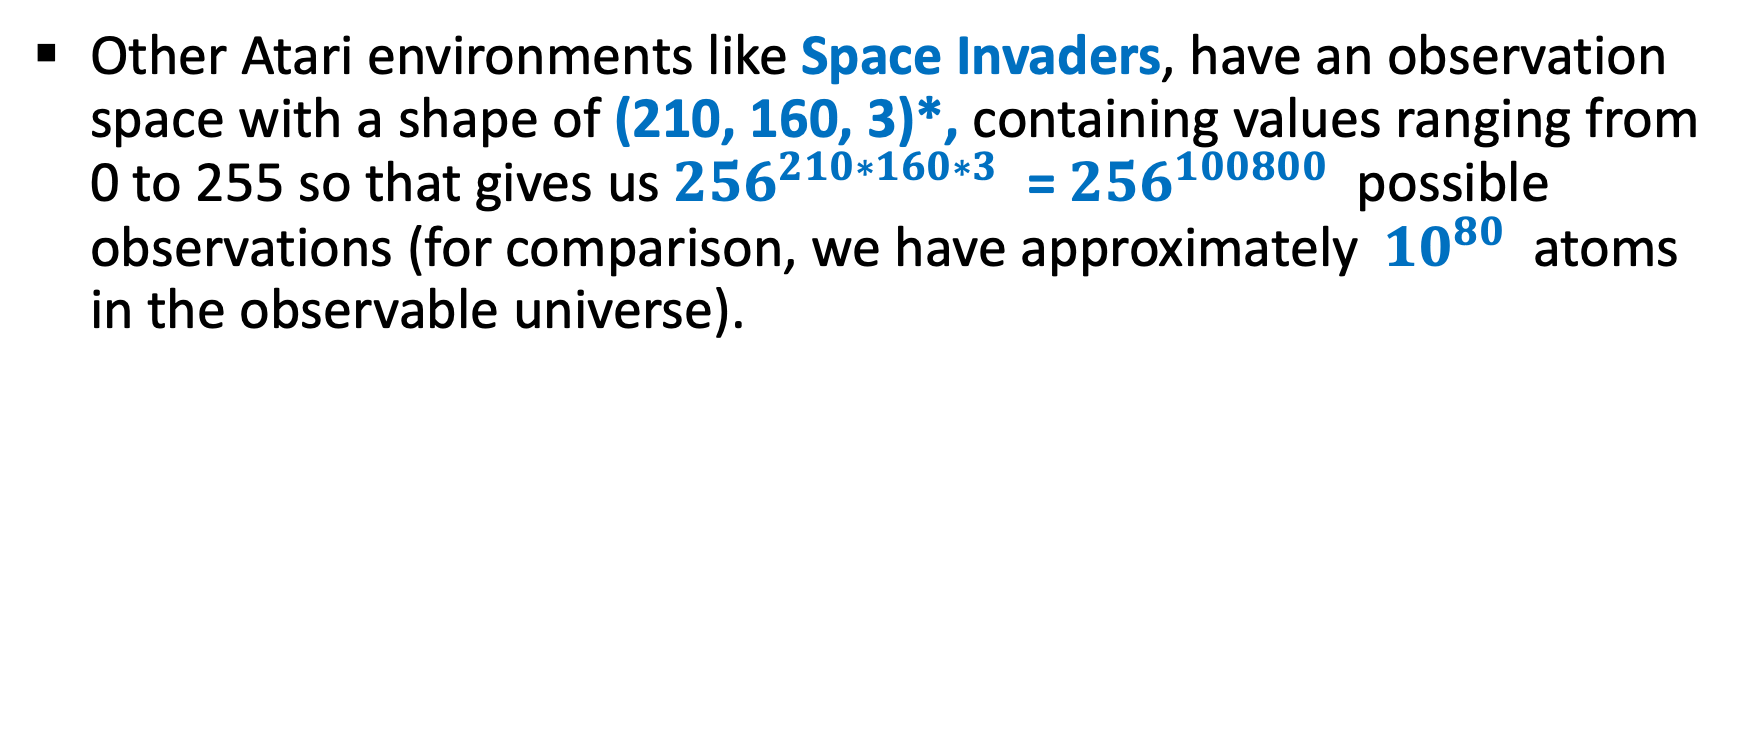 ▪ Other Atari environments like Space Invaders, have an observation
space with a shape of (210, 160, 3)*, containing values ranging from
0 to 255 so that gives us 256^{210*160*3} = 256^{100800} possible
observations (for comparison, we have approximately 10^{80} atoms
in the observable universe).